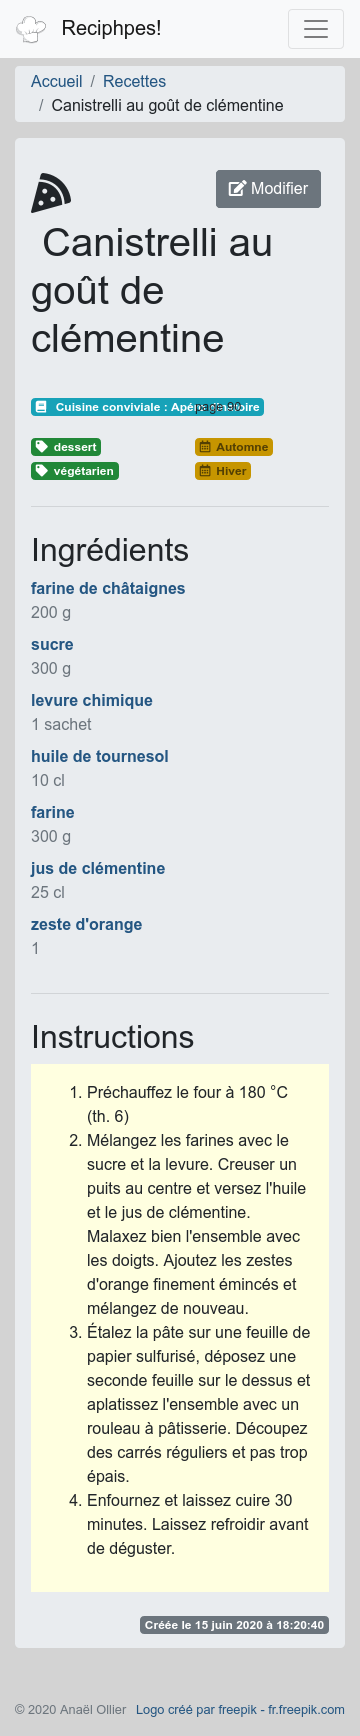 Reciphpes!
Accueil / Recettes
/ Canistrelli au goût de clémentine
Modifier
Canistrelli au
goût de
clémentine
Cuisine conviviale : Apéro page 90
dessert
Automne
végétarien
Hiver
Ingrédients
farine de châtaignes
200 g
sucre
300 g
levure chimique
1 sachet
huile de tournesol
10 cl
farine
300 g
jus de clémentine
25 cl
zeste d'orange
1
Instructions
1. Préchauffez le four à 180 °C
(th. 6)
2. Mélangez les farines avec le
sucre et la levure. Creuser un
puits au centre et versez l'huile
et le jus de clémentine.
Malaxez bien l'ensemble avec
les doigts. Ajoutez les zestes
d'orange finement émincés et
mélangez de nouveau.
3. Étalez la pâte sur une feuille de
papier sulfurisé, déposez une
seconde feuille sur le dessus et
aplatissez l'ensemble avec un
rouleau à pâtisserie. Découpez
des carrés réguliers et pas trop
épais.
4. Enfournez et laissez cuire 30
minutes. Laissez refroidir avant
de déguster.
Créée le 15 juin 2020 à 18:20:40
© 2020 Anaël Ollier Logo créé par freepik - fr.freepik.com